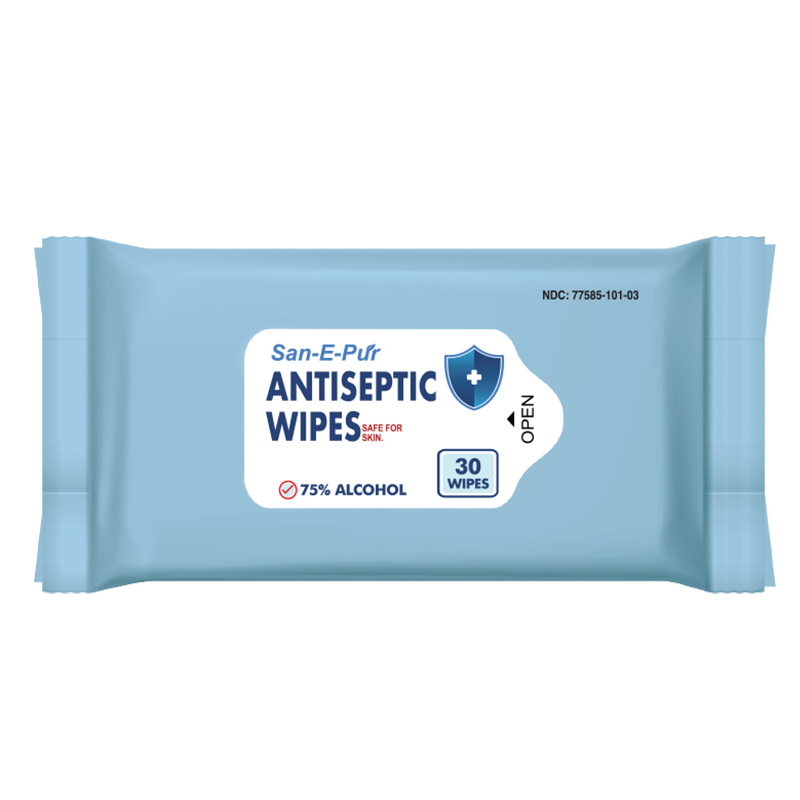 NDC: 77585-101-03
San-E-Pur
ANTISEPTIC
WIPES
SAFE FOR
SKIN.
OPEN
30
WIPES
75% ALCOHOL